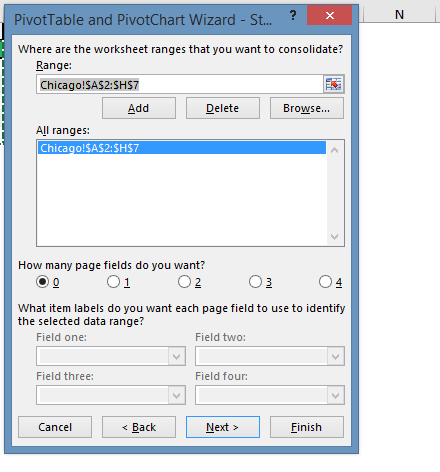 PivotTable and PivotChart Wizard - St... ? x
N
Where are the worksheet ranges that you want to consolidate?
Range:
Chicago!$A$2:$H$7
Add Delete Browse...
All ranges:
Chicago!$A$2:$H$7
How many page fields do you want?
0 1 2 3 4
What item labels do you want each page field to use to identify
the selected data range?
Field one: Field two:
Field three: Field four:
Cancel < Back Next > Finish